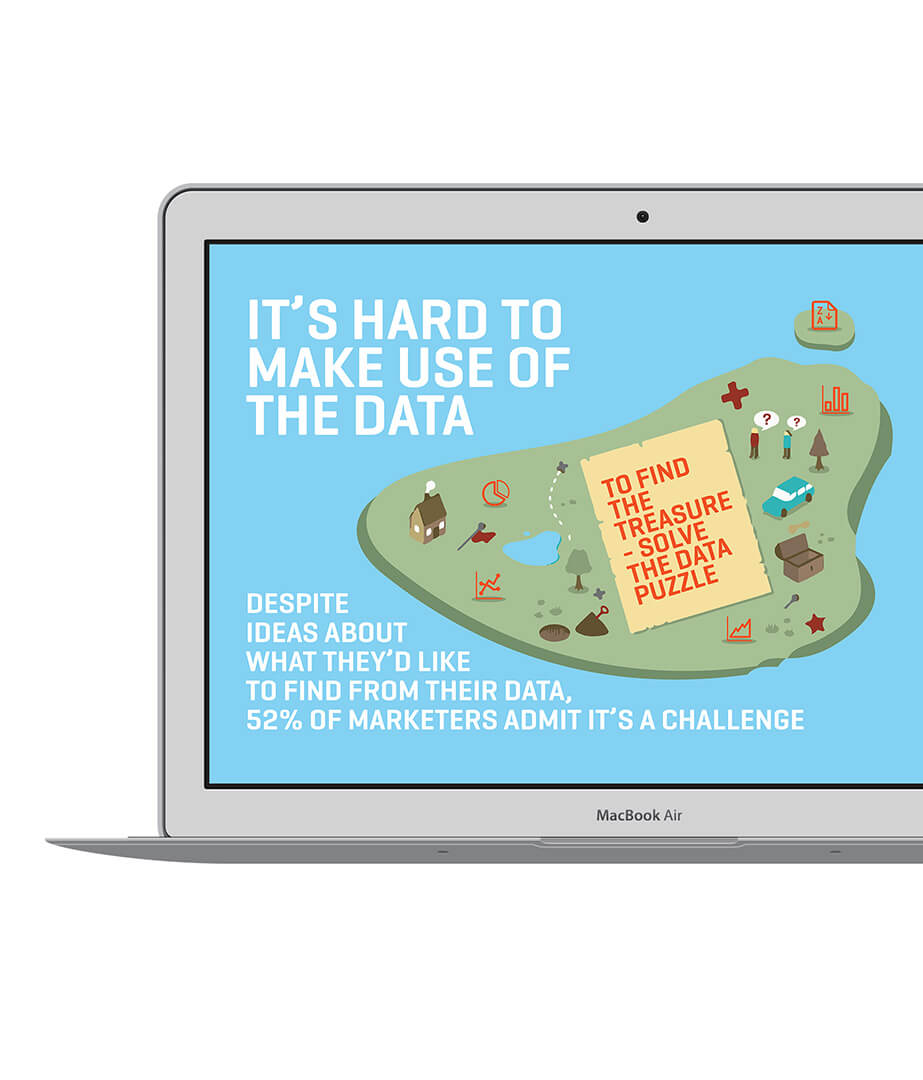 IT'S HARD TO
MAKE USE OF
THE DATA
Z
A
?
?
TO FIND
THE
TREASURE
- SOLVE
THE DATA
PUZZLE
DESPITE
IDEAS ABOUT
WHAT THEY'D LIKE
TO FIND FROM THEIR DATA,
52% OF MARKETERS ADMIT IT'S A CHALLENGE
MacBook Air